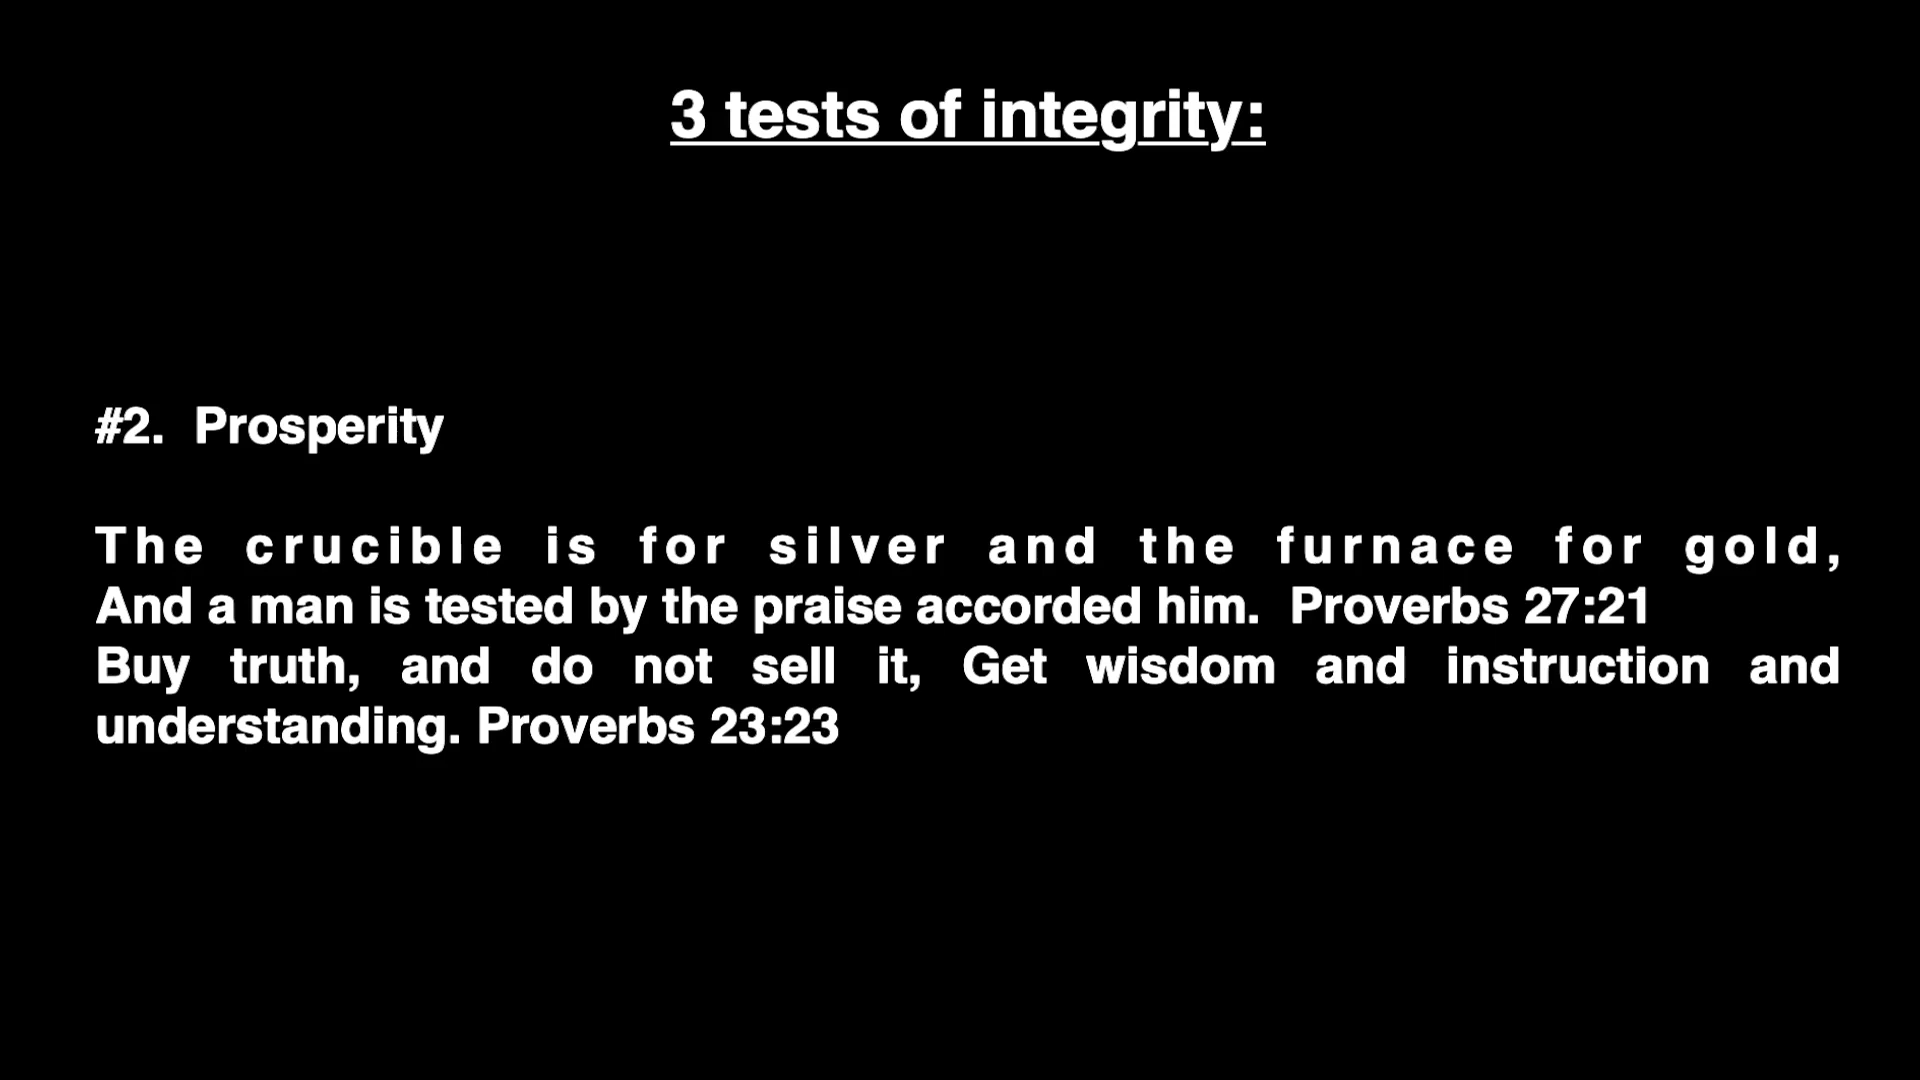 3 tests of integrity:
#2.  Prosperity
The crucible is for silver and the furnace for gold,
And a man is tested by the praise accorded him.  Proverbs 27:21
Buy truth, and do not sell it, Get wisdom and instruction and
understanding. Proverbs 23:23